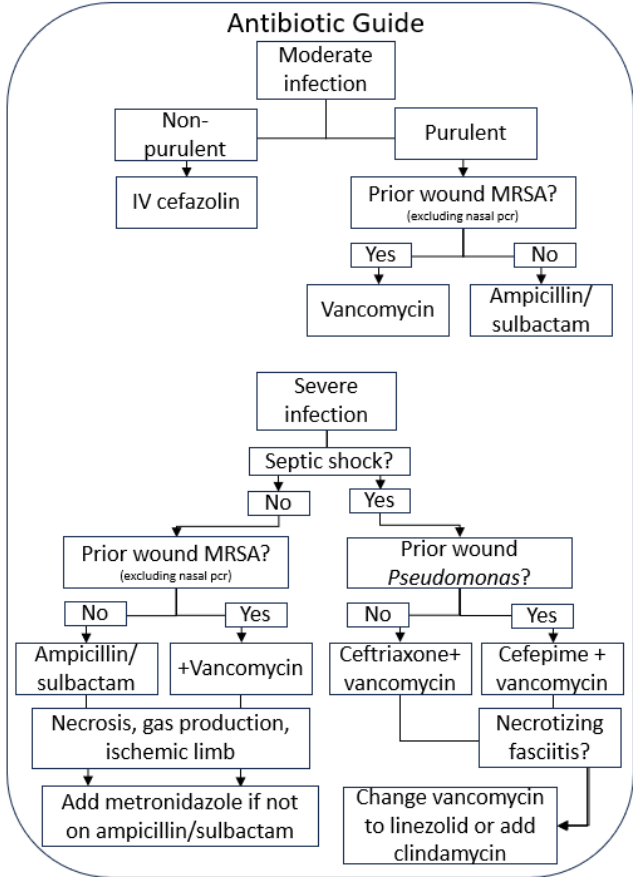 Antibiotic Guide
Moderate
infection
Non-
purulent
Purulent
IV cefazolin
Prior wound MRSA?
(excluding nasal pcr)
Yes
No
Vancomycin
Ampicillin/
sulbactam
Severe
infection
Septic shock?
No
Yes
Prior wound MRSA?
(excluding nasal pcr)
Prior wound
Pseudomonas?
No
Yes
No
Yes
Ampicillin/
sulbactam
+Vancomycin
Ceftriaxone+
vancomycin
Cefepime +
vancomycin
Necrosis, gas production,
ischemic limb
Necrotizing
fasciitis?
Add metronidazole if not
on ampicillin/sulbactam
Change vancomycin
to linezolid or add
clindamycin